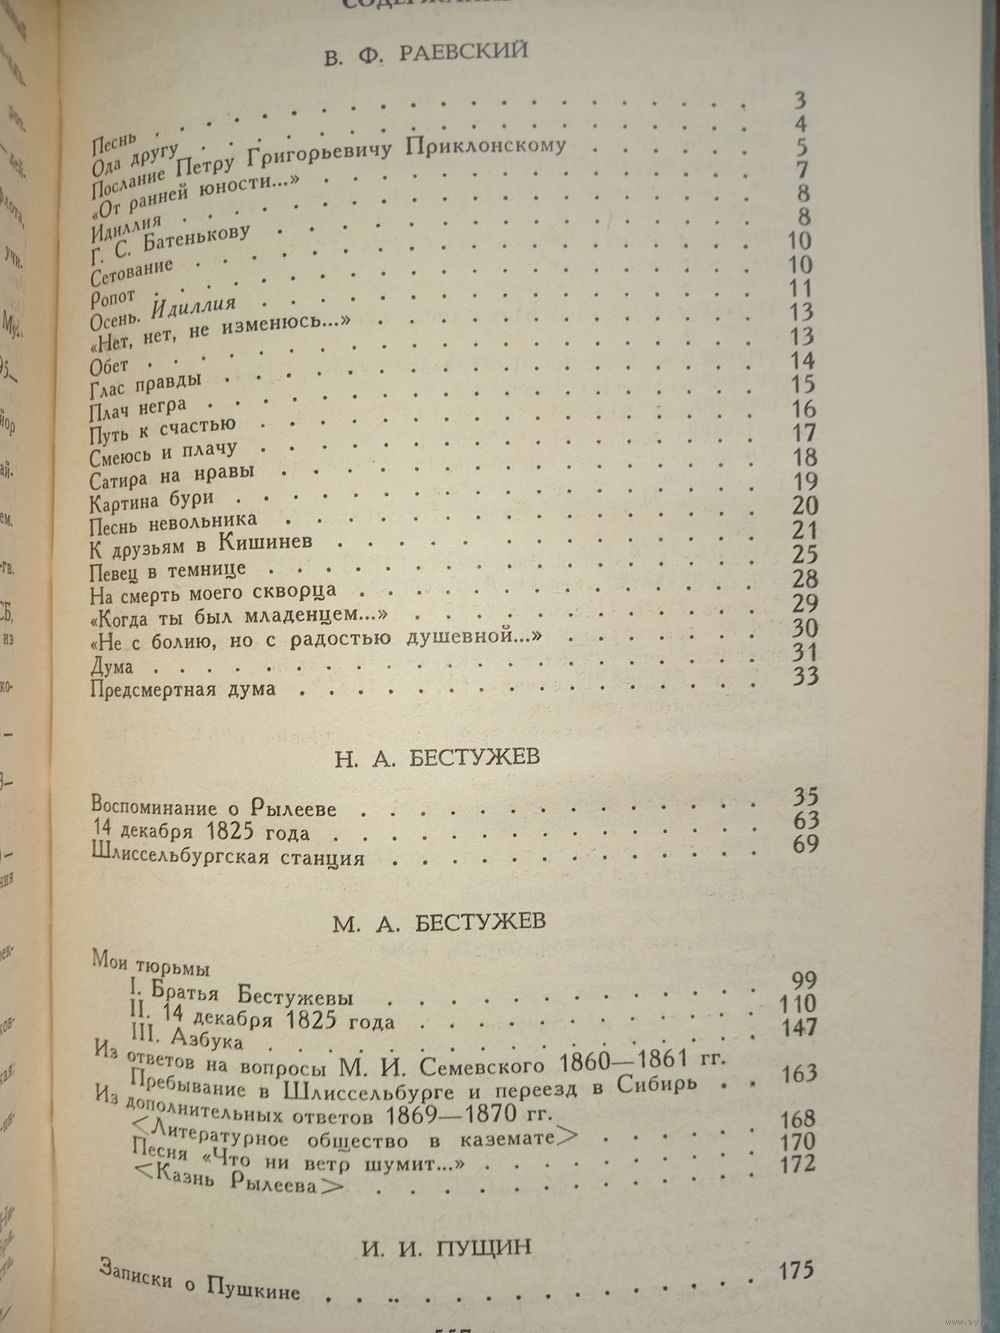 СОДЕРЖАНИЕ
В. Ф. РАЕВСКИЙ
Песнь . . . 3
Ода другу . . . 4
Послание Петру Григорьевичу Приклонскому . . . 5
«От ранней юности...» . . . 7
Идиллия . . . 8
Г. С. Батенькову . . . 8
Сетование . . . 10
Ропот . . . 10
Осень. Идиллия . . . 11
«Нет, нет, не изменюсь...» . . . 13
Обет . . . 13
Глас правды . . . 14
Плач негра . . . 15
Путь к счастью . . . 16
Смеюсь и плачу . . . 17
Сатира на нравы . . . 18
Картина бури . . . 19
Песнь невольника . . . 20
К друзьям в Кишинев . . . 21
Певец в темнице . . . 25
На смерть моего скворца . . . 28
«Когда ты был младенцем...» . . . 29
«Не с болию, но с радостью душевной...» . . . 30
Дума . . . 31
Предсмертная дума . . . 33
Н. А. БЕСТУЖЕВ
Воспоминание о Рылееве . . . 35
14 декабря 1825 года . . . 63
Шлиссельбургская станция . . . 69
М. А. БЕСТУЖЕВ
Мои тюрьмы
I. Братья Бестужевы . . . 99
II. 14 декабря 1825 года . . . 110
III. Азбука . . . 147
Из ответов на вопросы М. И. Семевского 1860—1861 гг.
Пребывание в Шлиссельбурге и переезд в Сибирь . . 163
Из дополнительных ответов 1869—1870 гг.
<Литературное общество в каземате> . . . 168
Песня «Что ни ветр шумит...» . . . 170
<Казнь Рылеева> . . . 172
И. И. ПУЩИН
Записки о Пушкине . . . 175
557